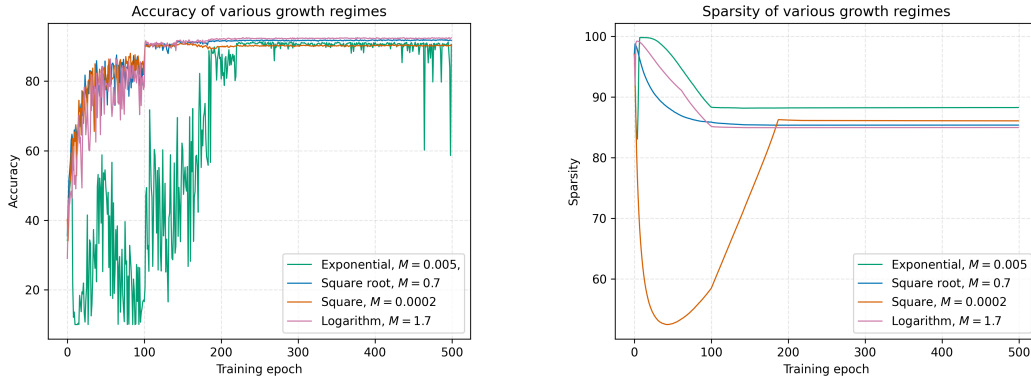 Accuracy of various growth regimes
Accuracy
80
60
40
20
0
100
200
300
400
500
Training epoch
Exponential, M = 0.005,
Square root, M = 0.7
Square, M = 0.0002
Logarithm, M = 1.7
Sparsity of various growth regimes
Sparsity
100
90
80
70
60
0
100
200
300
400
500
Training epoch
Exponential, M = 0.005
Square root, M = 0.7
Square, M = 0.0002
Logarithm, M = 1.7